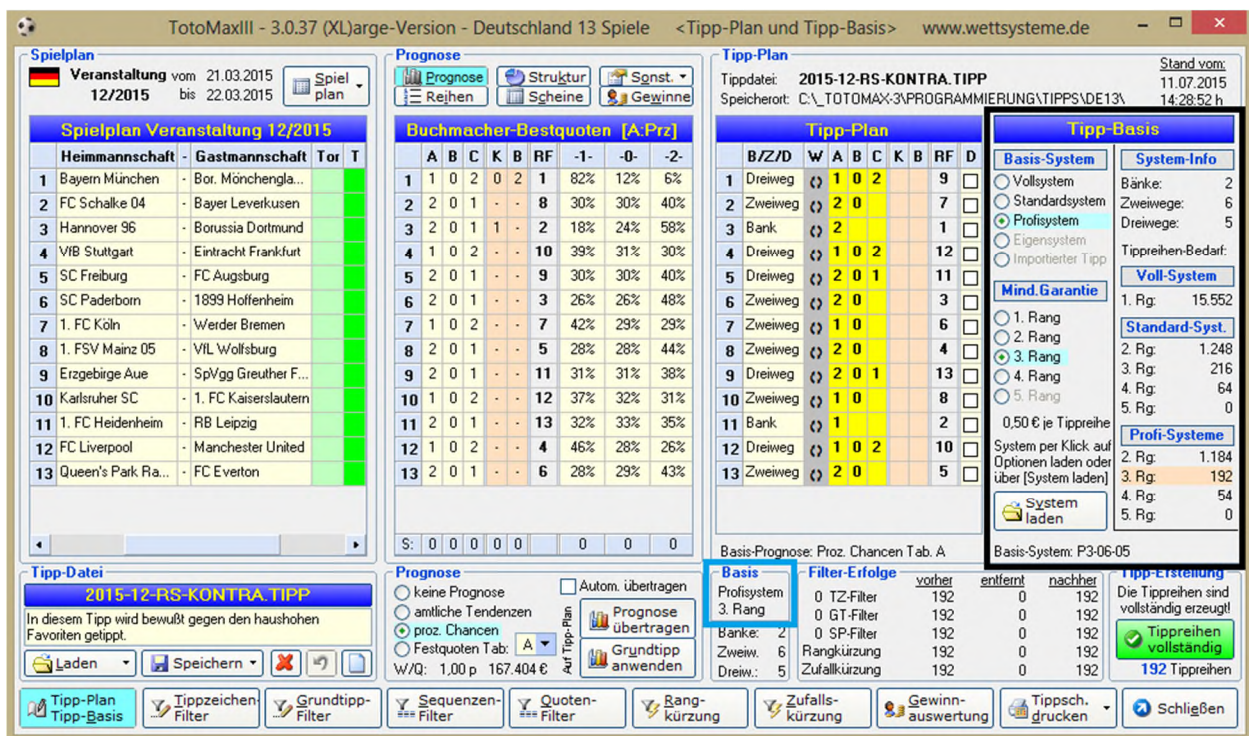 TotoMaxIII - 3.0.37 (XL)arge-Version - Deutschland 13 Spiele <Tipp-Plan und Tipp-Basis> www.wettsysteme.de
Spielplan
Veranstaltung vom 21.03.2015
12/2015 bis 22.03.2015
Spiel plan
Spielplan Veranstaltung 12/2015
Heimmannschaft - Gastmannschaft Tor T
1 Bayern München - Bor. Mönchengla...
2 FC Schalke 04 - Bayer Leverkusen
3 Hannover 96 - Borussia Dortmund
4 VfB Stuttgart - Eintracht Frankfurt
5 SC Freiburg - FC Augsburg
6 SC Paderborn - 1899 Hoffenheim
7 1. FC Köln - Werder Bremen
8 1. FSV Mainz 05 - VfL Wolfsburg
9 Erzgebirge Aue - SpVgg Greuther F...
10 Karlsruher SC - 1. FC Kaiserslautern
11 1. FC Heidenheim - RB Leipzig
12 FC Liverpool - Manchester United
13 Queen's Park Ra... - FC Everton
Prognose
Prognose Struktur Sonst.
Reihen Scheine Gewinne
Buchmacher-Bestquoten [A:Prz]
A B C K B RF -1- -0- -2-
1 1 0 2 0 2 1 82% 12% 6%
2 2 0 1 - - 8 30% 30% 40%
3 2 0 1 1 - 2 18% 24% 58%
4 1 0 2 - - 10 39% 31% 30%
5 2 0 1 - - 9 30% 30% 40%
6 2 0 1 - - 3 26% 26% 48%
7 1 0 2 - - 7 42% 29% 29%
8 2 0 1 - - 5 28% 28% 44%
9 2 0 1 - - 11 31% 31% 38%
10 1 0 2 - - 12 37% 32% 31%
11 2 0 1 - - 13 32% 33% 35%
12 1 0 2 - - 4 46% 28% 26%
13 2 0 1 - - 6 28% 29% 43%
S: 0 0 0 0 0 0 0 0
Tipp-Plan
Tippdatei: 2015-12-RS-KONTRA.TIPP
Speicherort: C:\_TOTOMAX-3\PROGRAMMIERUNG\TIPPS\DE13\
Stand vom:
11.07.2015
14:28:52 h
Tipp-Plan
B/Z/D W A B C K B RF D
1 Dreiweg 1 0 2 9
2 Zweiweg 2 0 7
3 Bank 2 1
4 Dreiweg 1 0 2 12
5 Dreiweg 2 0 1 11
6 Zweiweg 2 0 3
7 Zweiweg 1 0 6
8 Zweiweg 2 0 4
9 Dreiweg 2 0 1 13
10 Zweiweg 1 0 8
11 Bank 1 2
12 Dreiweg 1 0 2 10
13 Zweiweg 2 0 5
Basis-Prognose: Proz. Chancen Tab. A
Tipp-Basis
Basis-System
Vollsystem
Standardsystem
Profisystem
Eigensystem
Importierter Tipp
Mind.Garantie
1. Rang
2. Rang
3. Rang
4. Rang
5. Rang
0,50 € je Tippreihe
System per Klick auf
Optionen laden oder
über [System laden]
System laden
System-Info
Bänke: 2
Zweiwege: 6
Dreiwege: 5
Tippreihen-Bedarf:
Voll-System
1. Rg: 15.552
Standard-Syst.
2. Rg: 1.248
3. Rg: 216
4. Rg: 64
5. Rg: 0
Profi-Systeme
2. Rg: 1.184
3. Rg: 192
4. Rg: 54
5. Rg: 0
Basis-System: P3-06-05
Tipp-Datei
2015-12-RS-KONTRA.TIPP
In diesem Tipp wird bewußt gegen den haushohen
Favoriten getippt.
Laden Speichern
Prognose
keine Prognose
amtliche Tendenzen
proz. Chancen
Festquoten Tab: A
W/Q: 1,00 p 167.404 €
Autom. übertragen
Auf Tipp-Plan
Prognose übertragen
Grundtipp anwenden
Basis
Profisystem
3. Rang
Bänke: 2
Zweiw. 6
Dreiw.: 5
Filter-Erfolge vorher entfernt nachher
0 TZ-Filter 192 0 192
0 GT-Filter 192 0 192
0 SP-Filter 192 0 192
Rangkürzung 192 0 192
Zufallkürzung 192 0 192
Tipp-Erstellung
Die Tippreihen sind
vollständig erzeugt!
Tippreihen vollständig
192 Tippreihen
Tipp-Plan Tipp-Basis
Tippzeichen-Filter
Grundtipp-Filter
Sequenzen-Filter
Quoten-Filter
Rang-kürzung
Zufalls-kürzung
Gewinn-auswertung
Tippsch. drucken
Schließen